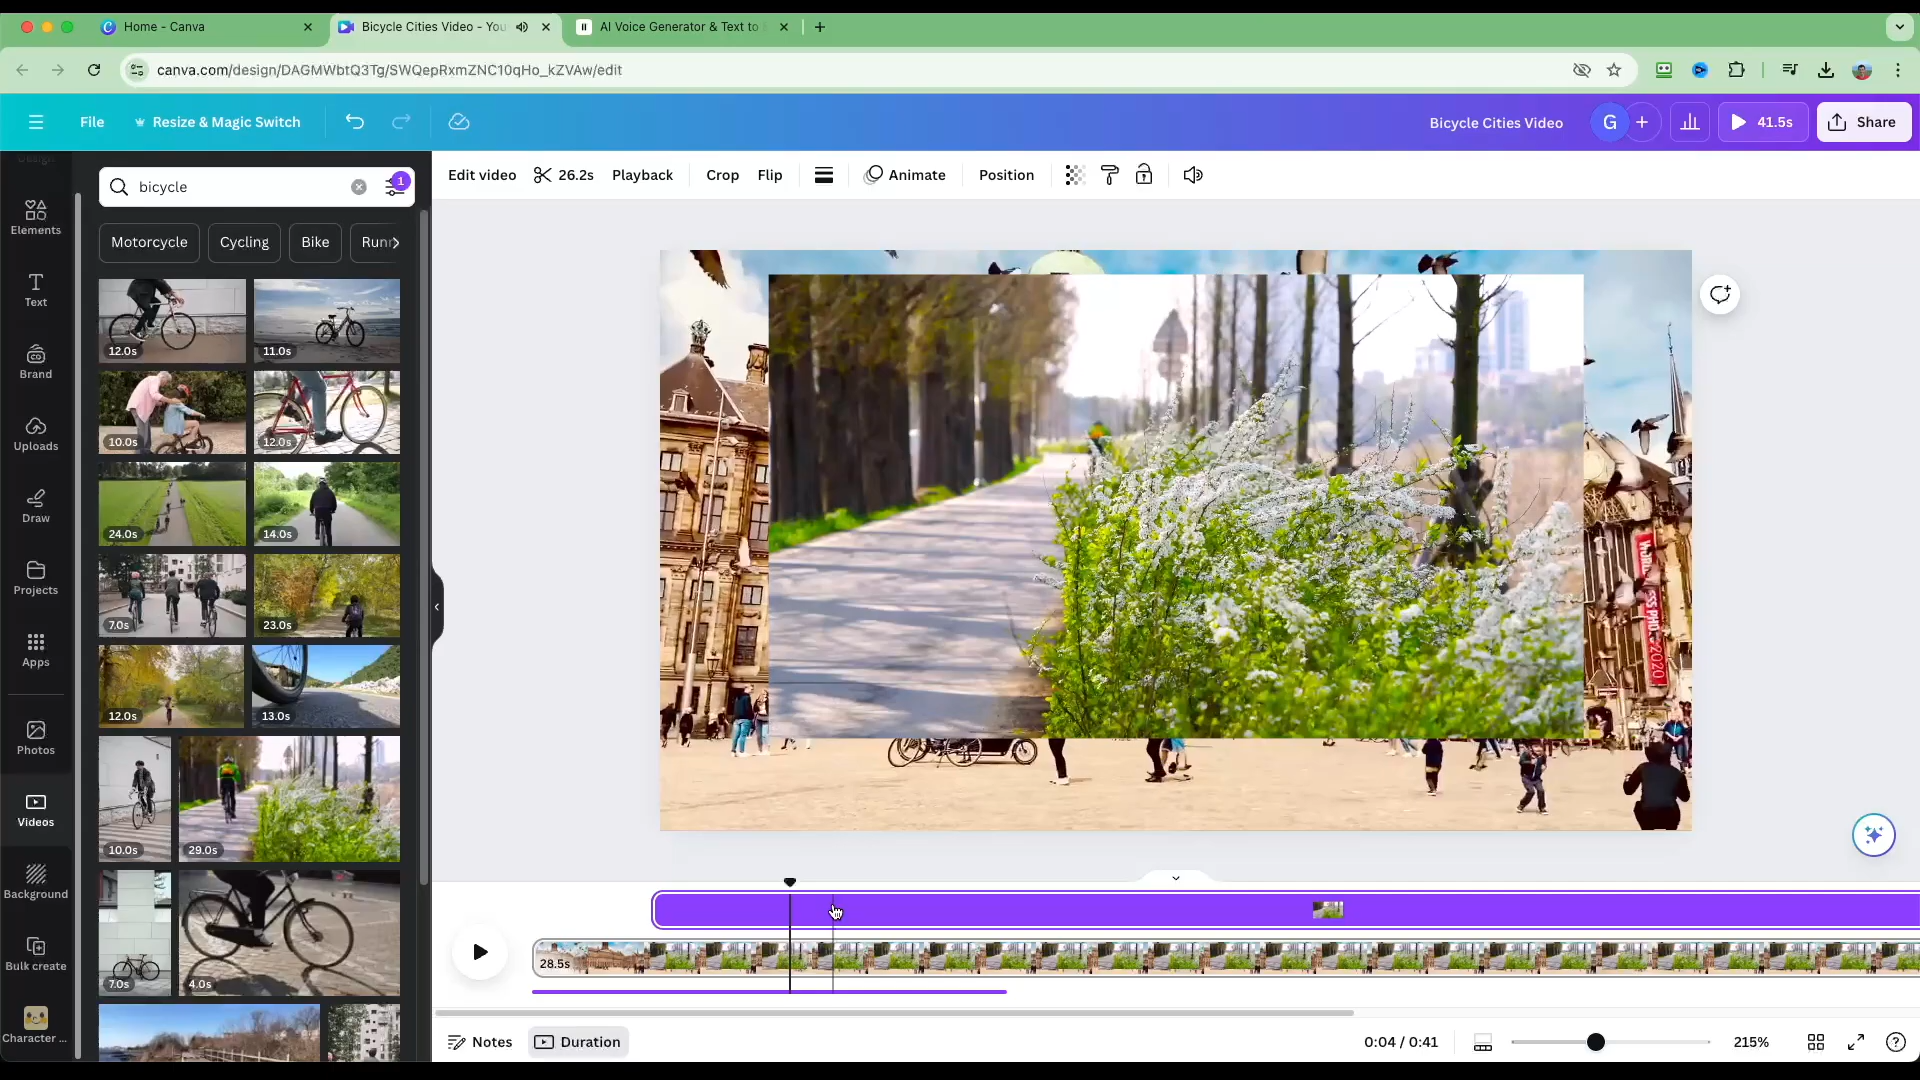 Home - Canva
Bicycle Cities Video - You
AI Voice Generator & Text to
canva.com/design/DAGMWbtQ3Tg/SWQepRxmZNC10qHo_kZVAw/edit
File
Resize & Magic Switch
Bicycle Cities Video
G
41.5s
Share
Design
Elements
Text
Brand
Uploads
Draw
Projects
Apps
Photos
Videos
Background
Bulk create
Character ...
bicycle
1
Motorcycle
Cycling
Bike
Runn
12.0s
11.0s
10.0s
12.0s
24.0s
14.0s
7.0s
23.0s
12.0s
13.0s
10.0s
29.0s
7.0s
4.0s
Edit video
26.2s
Playback
Crop
Flip
Animate
Position
28.5s
Notes
Duration
0:04 / 0:41
215%